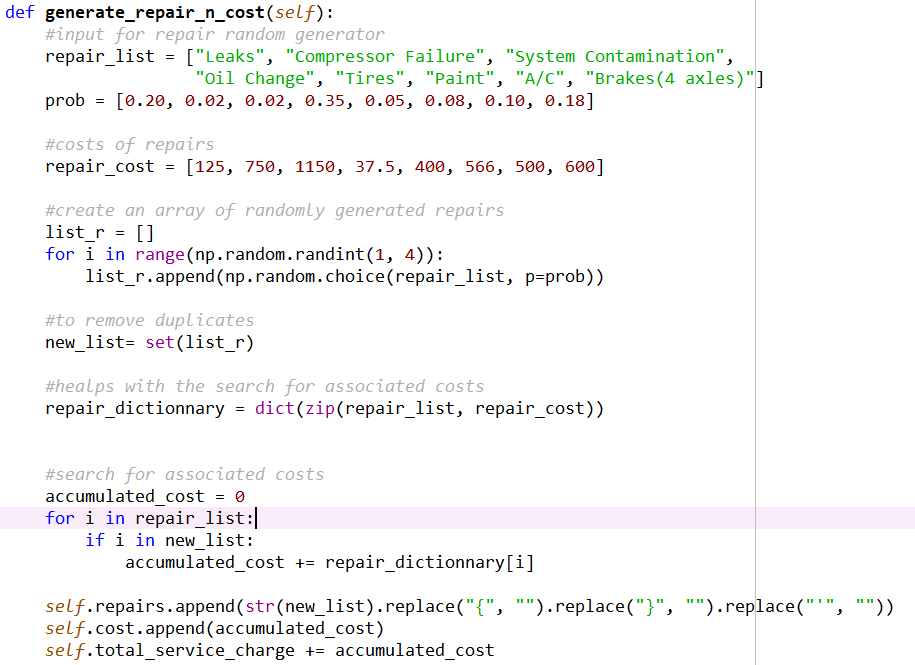 def generate_repair_n_cost(self):
    #input for repair random generator
    repair_list = ["Leaks", "Compressor Failure", "System Contamination",
                   "Oil Change", "Tires", "Paint", "A/C", "Brakes(4 axles)"]
    prob = [0.20, 0.02, 0.02, 0.35, 0.05, 0.08, 0.10, 0.18]

    #costs of repairs
    repair_cost = [125, 750, 1150, 37.5, 400, 566, 500, 600]

    #create an array of randomly generated repairs
    list_r = []
    for i in range(np.random.randint(1, 4)):
        list_r.append(np.random.choice(repair_list, p=prob))

    #to remove duplicates
    new_list= set(list_r)

    #healps with the search for associated costs
    repair_dictionnary = dict(zip(repair_list, repair_cost))


    #search for associated costs
    accumulated_cost = 0
    for i in repair_list:
        if i in new_list:
            accumulated_cost += repair_dictionnary[i]

    self.repairs.append(str(new_list).replace("{", "").replace("}", "").replace("'", ""))
    self.cost.append(accumulated_cost)
    self.total_service_charge += accumulated_cost